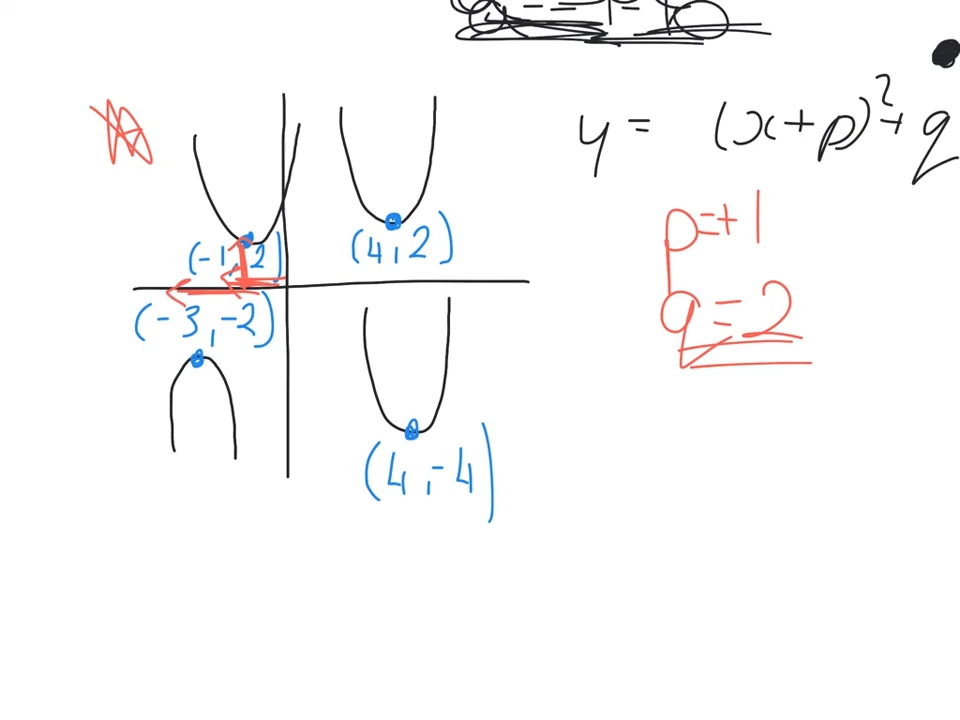 y = (x+p)²+ q
p=+1
q = 2
(-1, 2)
(4, 2)
(-3, -2)
(4, -4)